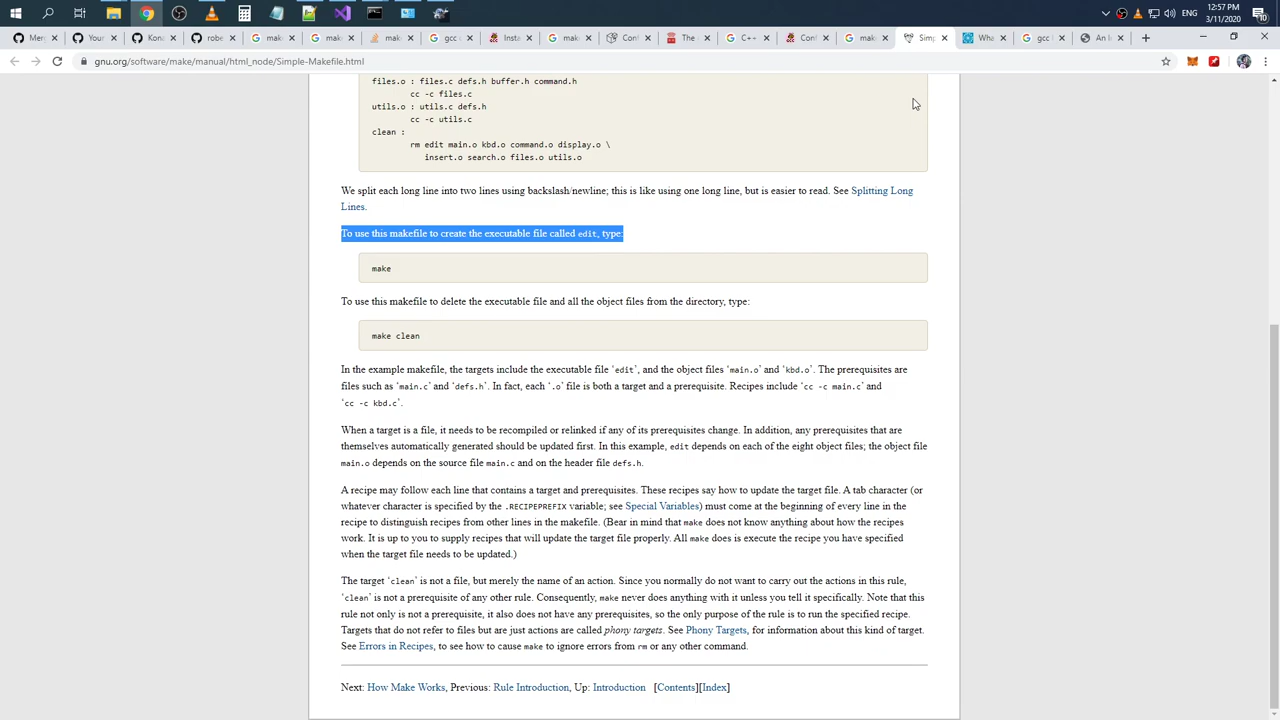 12:57 PM
ENG
3/11/2020
10
Merg
Your
Kona
robe
make
make
make
gcc s
Insta
make
Conf
The
C++
Conf
make
Simp
Wha
gcc l
An I
gnu.org/software/make/manual/html_node/Simple-Makefile.html
files.o : files.c defs.h buffer.h command.h
cc -c files.c
utils.o : utils.c defs.h
cc -c utils.c
clean :
rm edit main.o kbd.o command.o display.o \
insert.o search.o files.o utils.o
We split each long line into two lines using backslash/newline; this is like using one long line, but is easier to read. See Splitting Long
Lines.
To use this makefile to create the executable file called edit, type:
make
To use this makefile to delete the executable file and all the object files from the directory, type:
make clean
In the example makefile, the targets include the executable file ‘edit’, and the object files ‘main.o’ and ‘kbd.o’. The prerequisites are
files such as ‘main.c’ and ‘defs.h’. In fact, each ‘.o’ file is both a target and a prerequisite. Recipes include ‘cc -c main.c’ and
‘cc -c kbd.c’.
When a target is a file, it needs to be recompiled or relinked if any of its prerequisites change. In addition, any prerequisites that are
themselves automatically generated should be updated first. In this example, edit depends on each of the eight object files; the object file
main.o depends on the source file main.c and on the header file defs.h.
A recipe may follow each line that contains a target and prerequisites. These recipes say how to update the target file. A tab character (or
whatever character is specified by the .RECIPEPREFIX variable; see Special Variables) must come at the beginning of every line in the
recipe to distinguish recipes from other lines in the makefile. (Bear in mind that make does not know anything about how the recipes
work. It is up to you to supply recipes that will update the target file properly. All make does is execute the recipe you have specified
when the target file needs to be updated.)
The target ‘clean’ is not a file, but merely the name of an action. Since you normally do not want to carry out the actions in this rule,
‘clean’ is not a prerequisite of any other rule. Consequently, make never does anything with it unless you tell it specifically. Note that this
rule not only is not a prerequisite, it also does not have any prerequisites, so the only purpose of the rule is to run the specified recipe.
Targets that do not refer to files but are just actions are called phony targets. See Phony Targets, for information about this kind of target.
See Errors in Recipes, to see how to cause make to ignore errors from rm or any other command.
Next: How Make Works, Previous: Rule Introduction, Up: Introduction [Contents][Index]